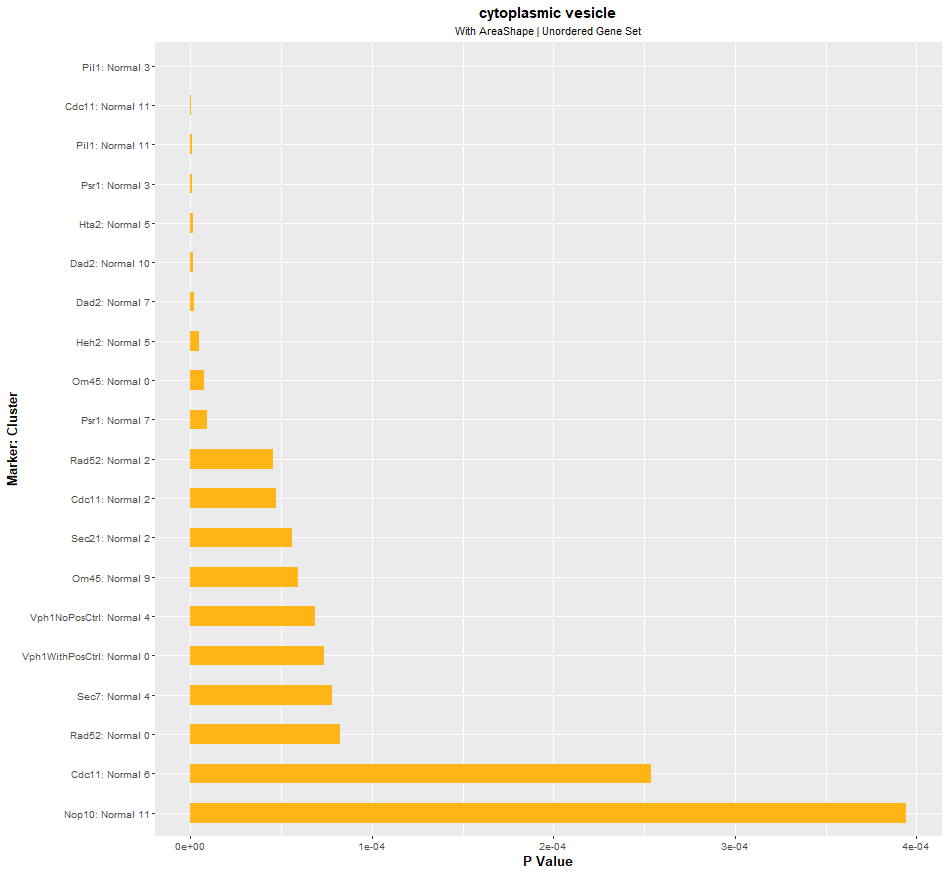 cytoplasmic vesicle
With AreaShape | Unordered Gene Set
Marker: Cluster
Pil1: Normal 3
Cdc11: Normal 11
Pil1: Normal 11
Psr1: Normal 3
Hta2: Normal 5
Dad2: Normal 10
Dad2: Normal 7
Heh2: Normal 5
Om45: Normal 0
Psr1: Normal 7
Rad52: Normal 2
Cdc11: Normal 2
Sec21: Normal 2
Om45: Normal 9
Vph1NoPosCtrl: Normal 4
Vph1WithPosCtrl: Normal 0
Sec7: Normal 4
Rad52: Normal 0
Cdc11: Normal 6
Nop10: Normal 11
0e+00 1e-04 2e-04 3e-04 4e-04
P Value